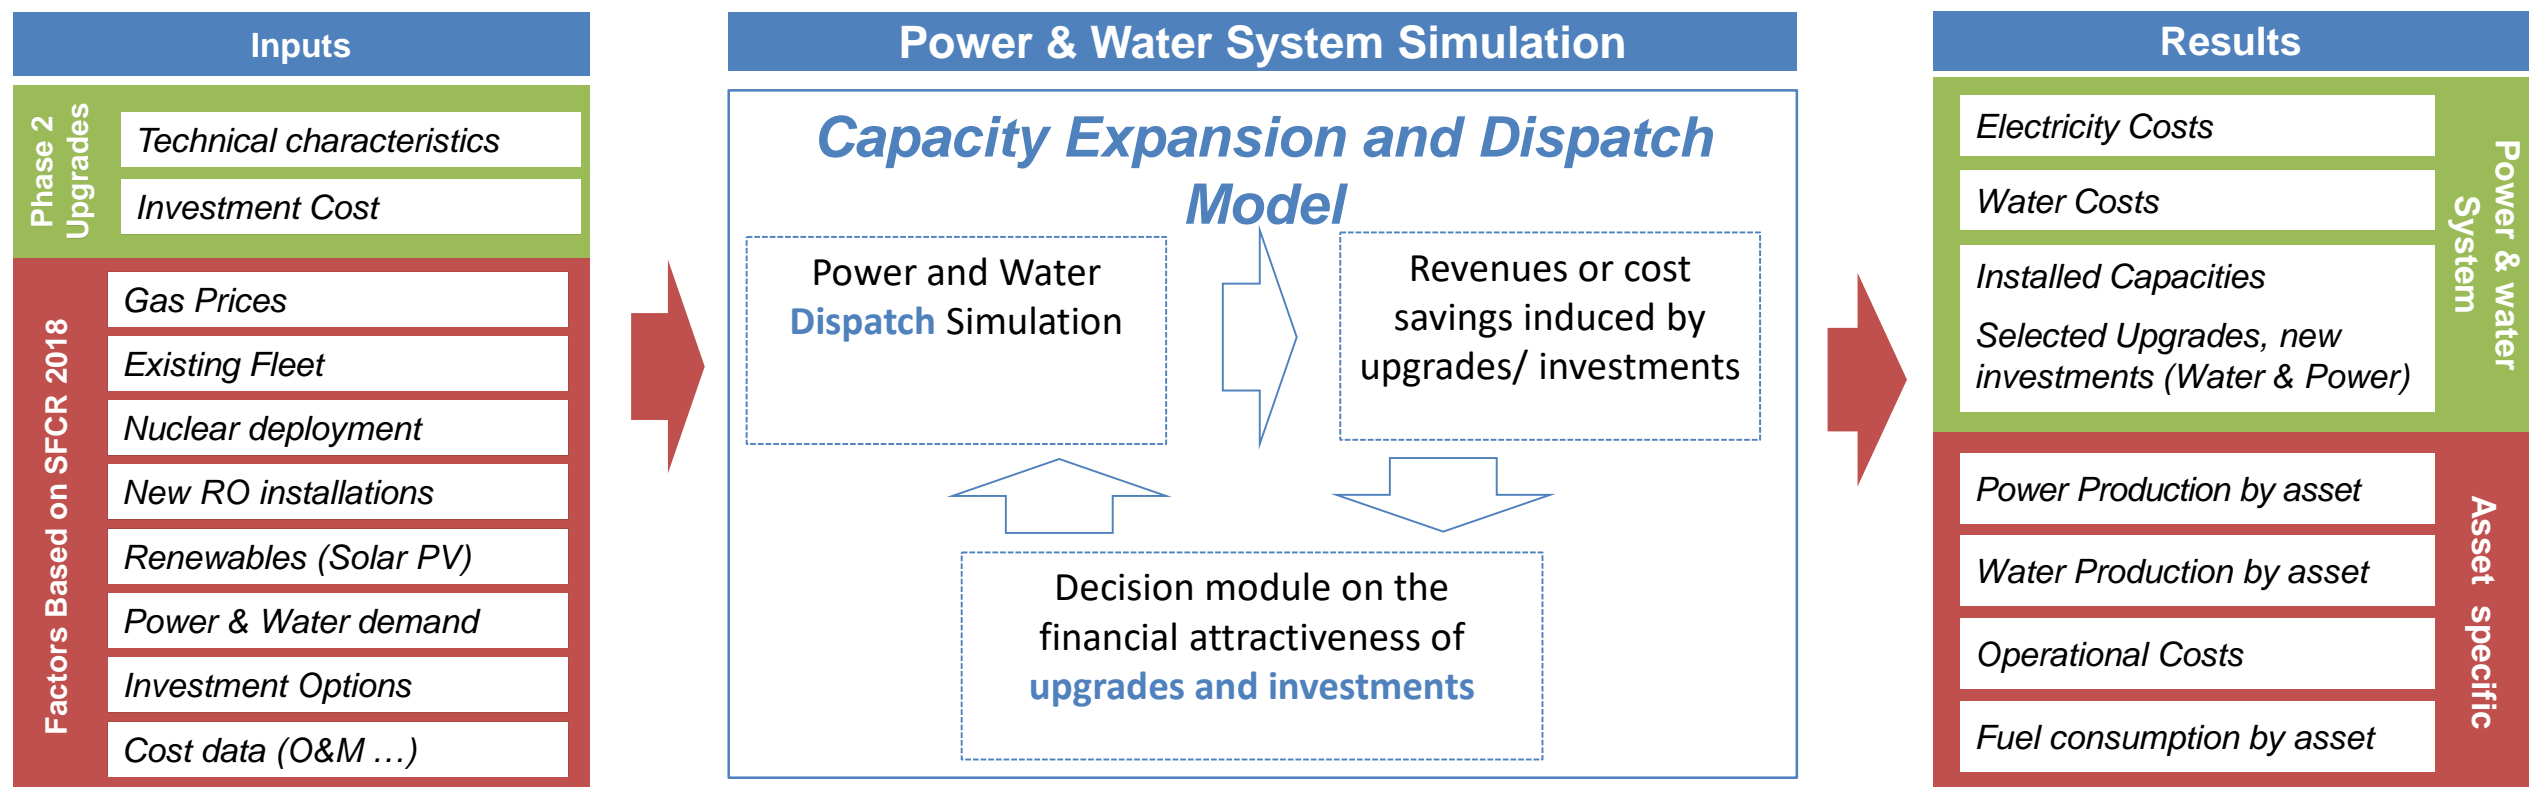 Inputs
Phase 2
Upgrades
Technical characteristics
Investment Cost
Factors Based on SFCR 2018
Gas Prices
Existing Fleet
Nuclear deployment
New RO installations
Renewables (Solar PV)
Power & Water demand
Investment Options
Cost data (O&M …)
Power & Water System Simulation
Capacity Expansion and Dispatch
Model
Power and Water
Dispatch Simulation
Revenues or cost
savings induced by
upgrades/ investments
Decision module on the
financial attractiveness of
upgrades and investments
Results
Electricity Costs
Water Costs
Installed Capacities
Selected Upgrades, new
investments (Water & Power)
Power & water
System
Power Production by asset
Water Production by asset
Operational Costs
Fuel consumption by asset
Asset specific